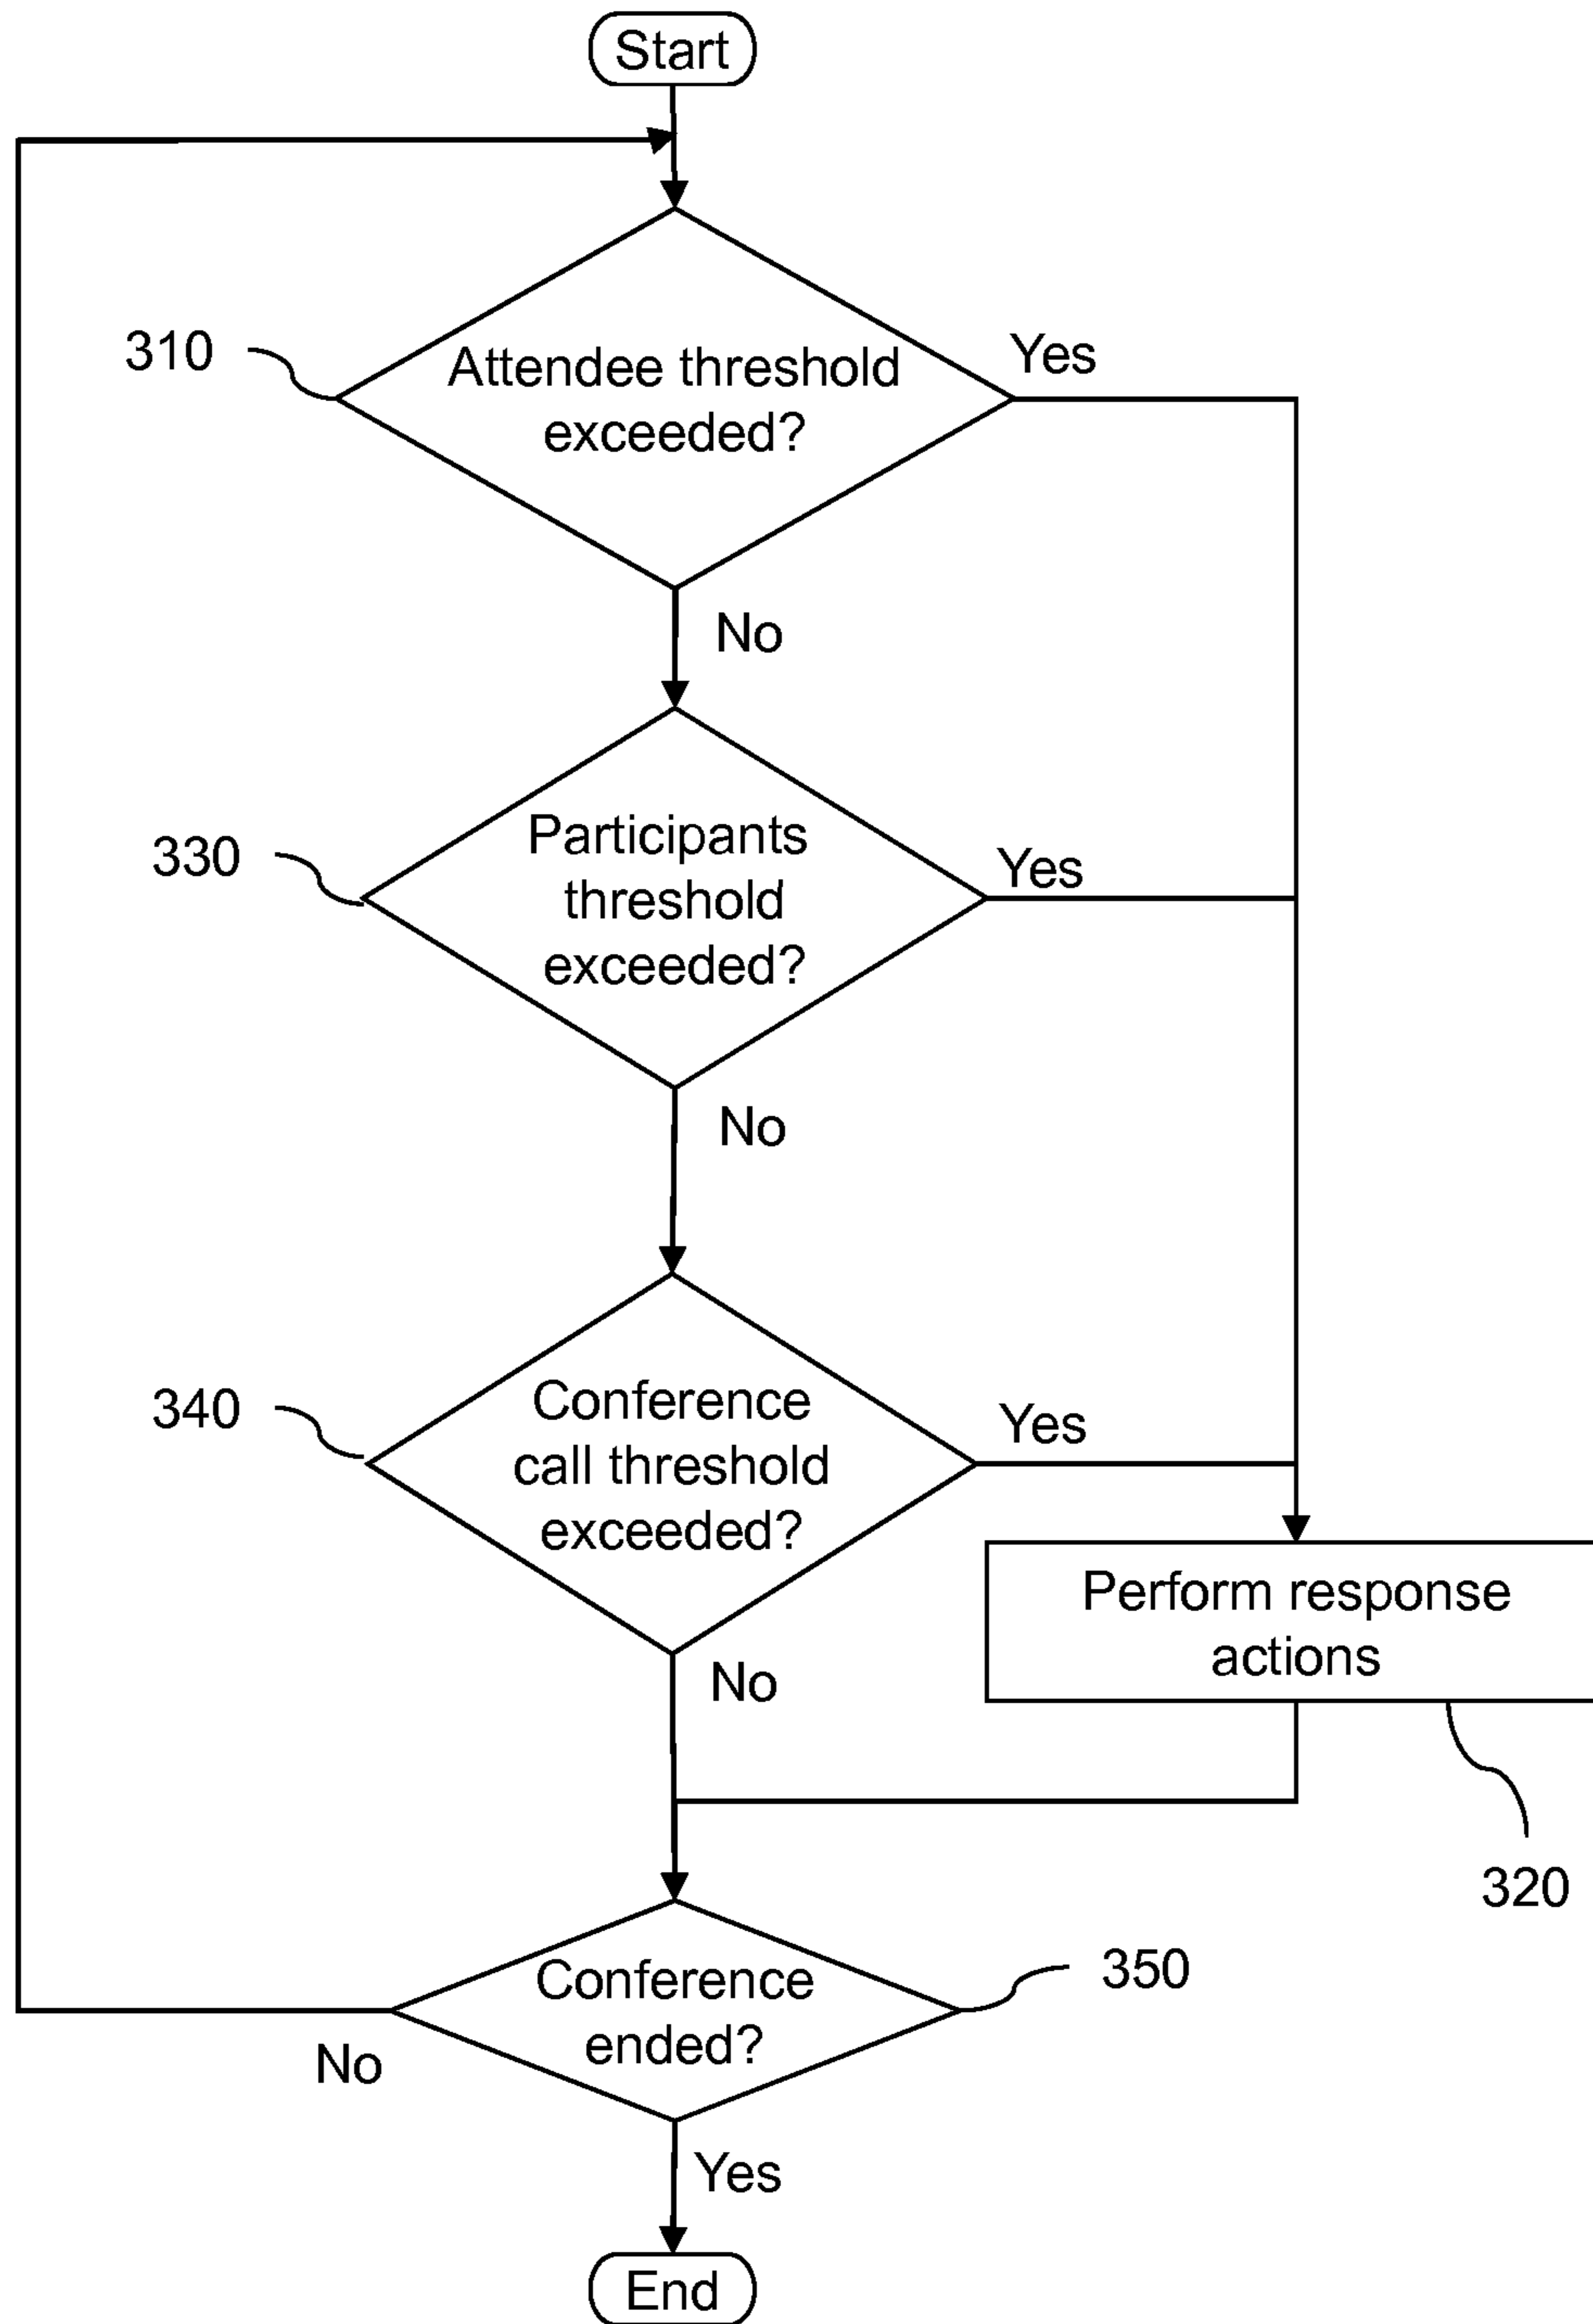 Start
310
Attendee threshold
exceeded?
Yes
No
330
Participants
threshold
exceeded?
Yes
No
340
Conference
call threshold
exceeded?
Yes
No
Perform response
actions
320
Conference
ended?
350
No
Yes
End